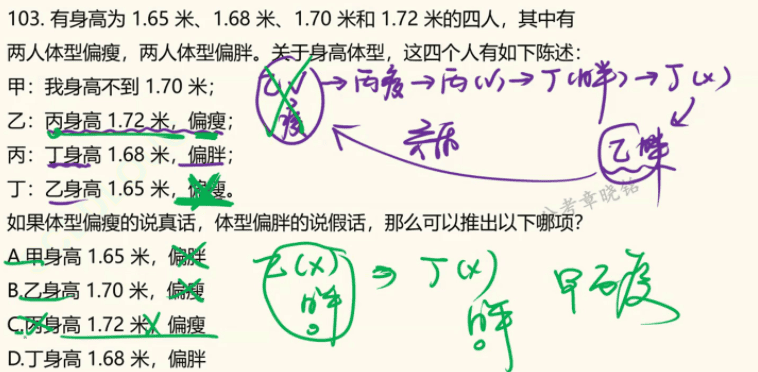 103. 有身高为 1.65 米、1.68 米、1.70 米和 1.72 米的四人，其中有
两人体型偏瘦，两人体型偏胖。关于身高体型，这四个人有如下陈述：
甲：我身高不到 1.70 米；
乙：丙身高 1.72 米，偏瘦；
丙：丁身高 1.68 米，偏胖；
丁：乙身高 1.65 米，偏瘦。
乙√ 瘦 → 丙瘦 → 丙(√) → 丁(胖) → 丁(×)
矛盾
乙胖
公考章晓铭
如果体型偏瘦的说真话，体型偏胖的说假话，那么可以推出以下哪项？
A.甲身高 1.65 米，偏胖
B.乙身高 1.70 米，偏瘦
C.丙身高 1.72 米，偏瘦
D.丁身高 1.68 米，偏胖
乙(×) 胖 ⇒ 丁(×) 胖
甲丙瘦